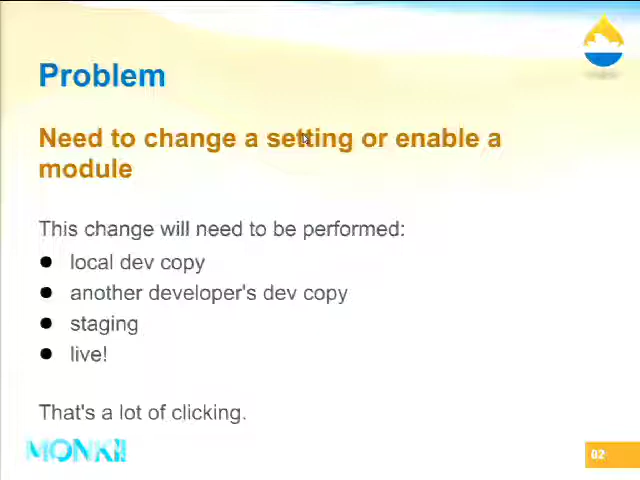 Problem
Need to change a setting or enable a
module
This change will need to be performed:
● local dev copy
● another developer's dev copy
● staging
● live!
That's a lot of clicking.
MONKii
02